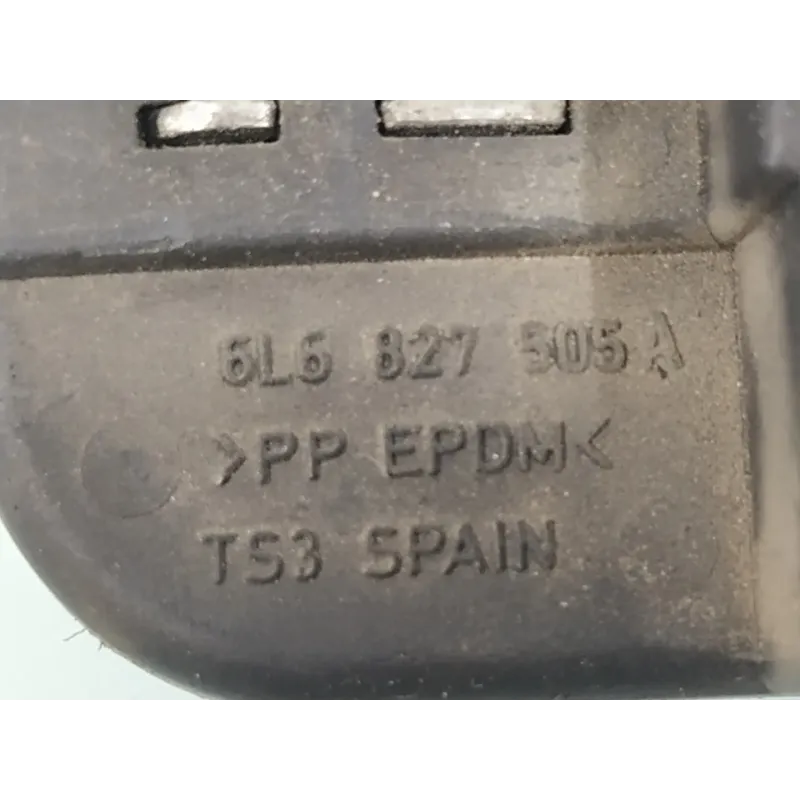 6L6 827 505 A
>PP EPDM<
TS3 SPAIN